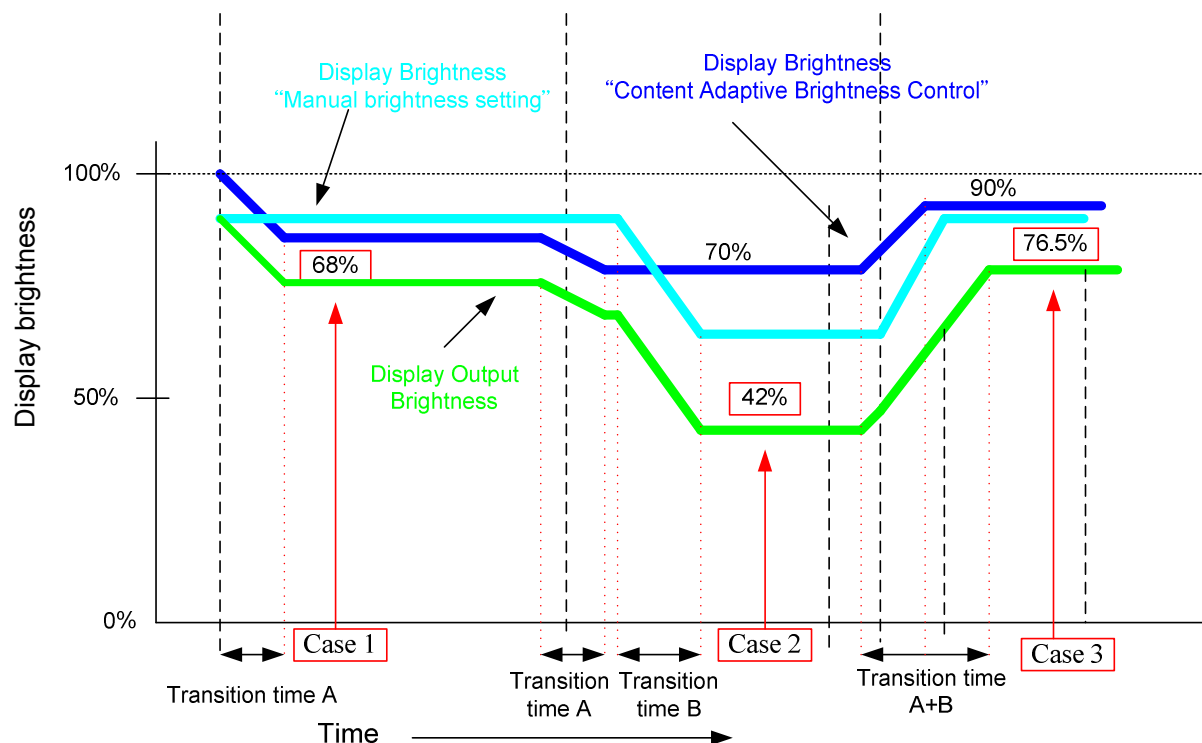 Display Brightness
“Manual brightness setting”
Display Brightness
“Content Adaptive Brightness Control”
Display brightness
100%
90%
68%
70%
76.5%
Display Output
Brightness
50%
42%
0%
Case 1
Case 2
Case 3
Transition time A
Transition
time A
Transition
time B
Transition time
A+B
Time